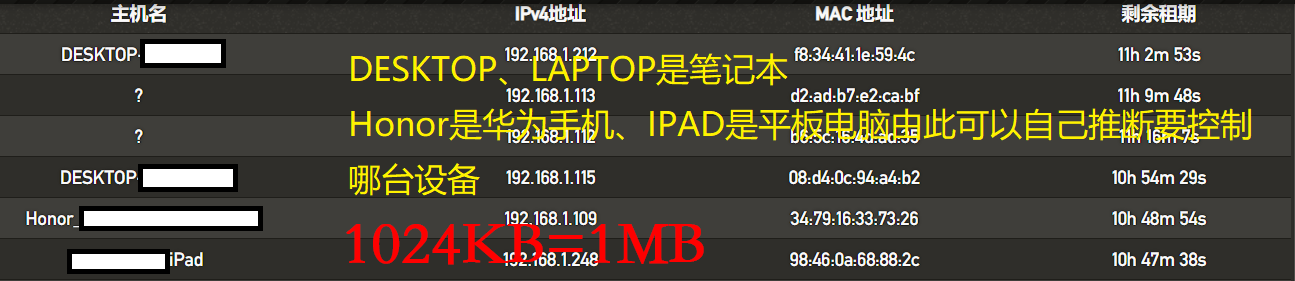 主机名 IPv4地址 MAC 地址 剩余租期
DESKTOP- 192.168.1.212 f8:34:41:1e:59:4c 11h 2m 53s
DESKTOP、LAPTOP是笔记本
? 192.168.1.113 d2:ad:b7:e2:ca:bf 11h 9m 48s
Honor是华为手机、IPAD是平板电脑由此可以自己推断要控制
? 192.168.1.112 11h 16m 7s
哪台设备
DESKTOP- 192.168.1.115 08:d4:0c:94:a4:b2 10h 54m 29s
Honor_ 192.168.1.109 34:79:16:33:73:26 10h 48m 54s
1024KB=1MB
iPad 192.168.1.248 98:46:0a:68:88:2c 10h 47m 38s